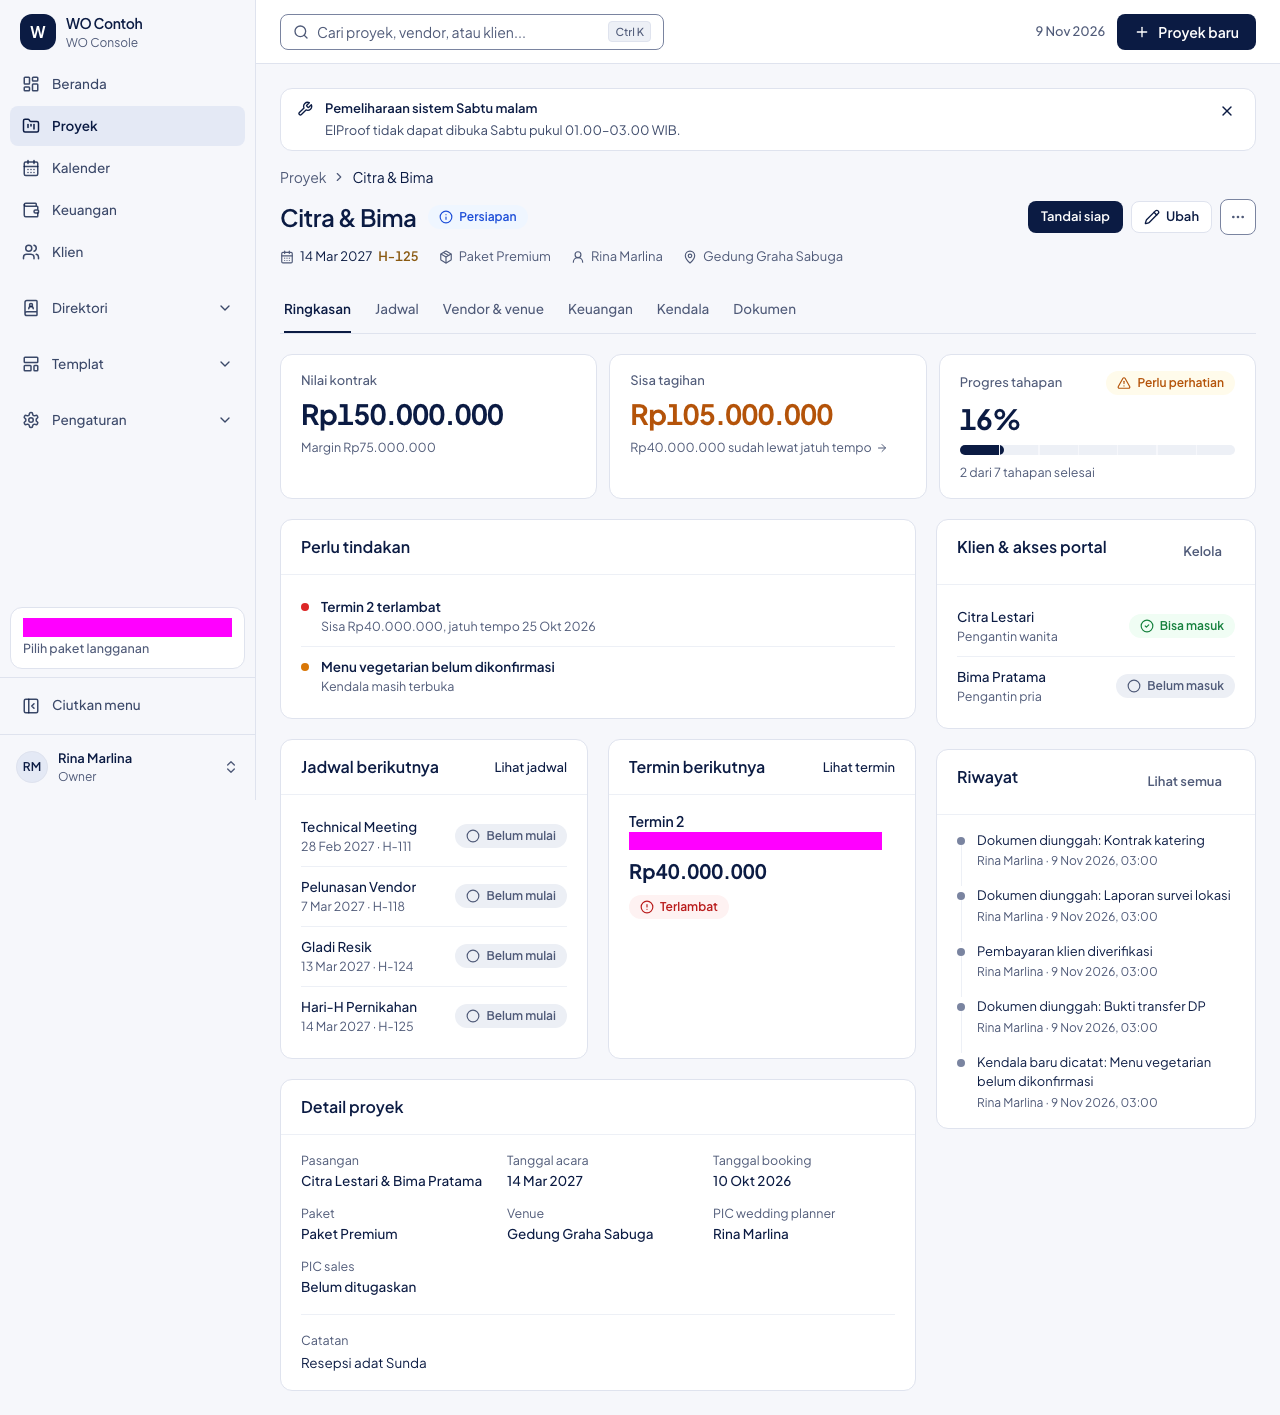 W
WO Contoh
WO Console
Beranda
Proyek
Kalender
Keuangan
Klien
Direktori
Templat
Pengaturan
Pilih paket langganan
Ciutkan menu
RM
Rina Marlina
Owner
Cari proyek, vendor, atau klien...
Ctrl K
9 Nov 2026
Proyek baru
Pemeliharaan sistem Sabtu malam
ElProof tidak dapat dibuka Sabtu pukul 01.00–03.00 WIB.
Proyek
Citra & Bima
Citra & Bima
Persiapan
Tandai siap
Ubah
14 Mar 2027 H-125
Paket Premium
Rina Marlina
Gedung Graha Sabuga
Ringkasan
Jadwal
Vendor & venue
Keuangan
Kendala
Dokumen
Nilai kontrak
Rp150.000.000
Margin Rp75.000.000
Sisa tagihan
Rp105.000.000
Rp40.000.000 sudah lewat jatuh tempo →
Progres tahapan
Perlu perhatian
16%
2 dari 7 tahapan selesai
Perlu tindakan
Termin 2 terlambat
Sisa Rp40.000.000, jatuh tempo 25 Okt 2026
Menu vegetarian belum dikonfirmasi
Kendala masih terbuka
Jadwal berikutnya
Lihat jadwal
Technical Meeting
28 Feb 2027 · H-111
Belum mulai
Pelunasan Vendor
7 Mar 2027 · H-118
Belum mulai
Gladi Resik
13 Mar 2027 · H-124
Belum mulai
Hari-H Pernikahan
14 Mar 2027 · H-125
Belum mulai
Termin berikutnya
Lihat termin
Termin 2
Rp40.000.000
Terlambat
Detail proyek
Pasangan
Citra Lestari & Bima Pratama
Tanggal acara
14 Mar 2027
Tanggal booking
10 Okt 2026
Paket
Paket Premium
Venue
Gedung Graha Sabuga
PIC wedding planner
Rina Marlina
PIC sales
Belum ditugaskan
Catatan
Resepsi adat Sunda
Klien & akses portal
Kelola
Citra Lestari
Pengantin wanita
Bisa masuk
Bima Pratama
Pengantin pria
Belum masuk
Riwayat
Lihat semua
Dokumen diunggah: Kontrak katering
Rina Marlina · 9 Nov 2026, 03:00
Dokumen diunggah: Laporan survei lokasi
Rina Marlina · 9 Nov 2026, 03:00
Pembayaran klien diverifikasi
Rina Marlina · 9 Nov 2026, 03:00
Dokumen diunggah: Bukti transfer DP
Rina Marlina · 9 Nov 2026, 03:00
Kendala baru dicatat: Menu vegetarian
belum dikonfirmasi
Rina Marlina · 9 Nov 2026, 03:00